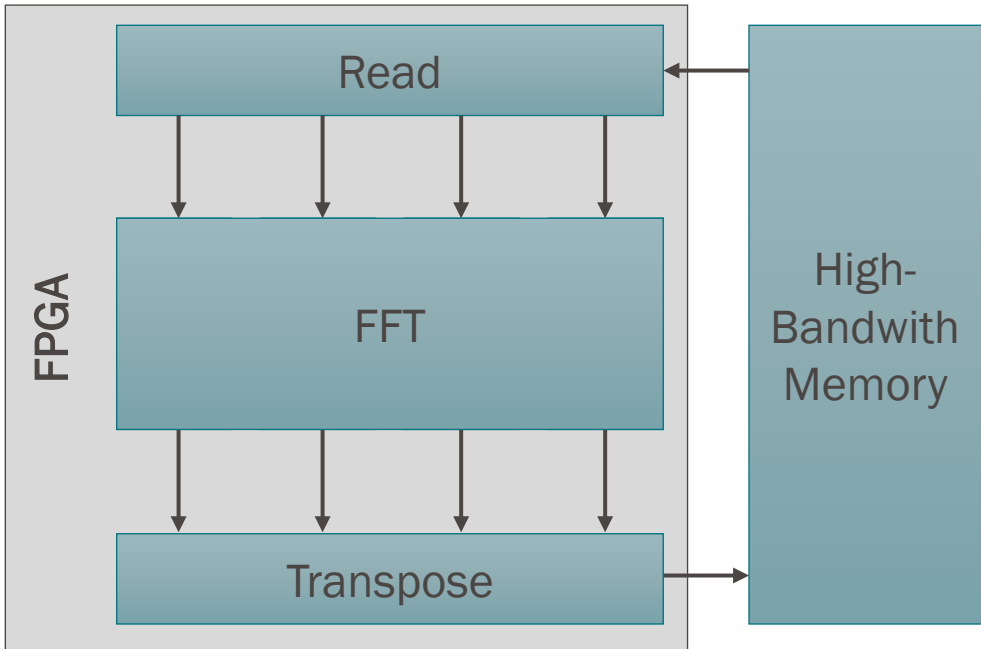 Read
FFT
FPGA
High-
Bandwith
Memory
Transpose